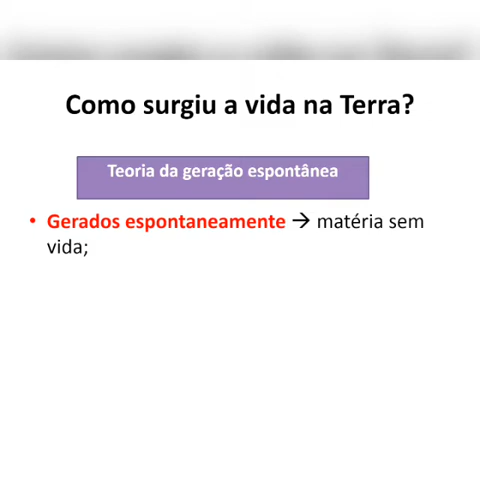 Como surgiu a vida na Terra?
Teoria da geração espontânea
• Gerados espontaneamente → matéria sem
vida;